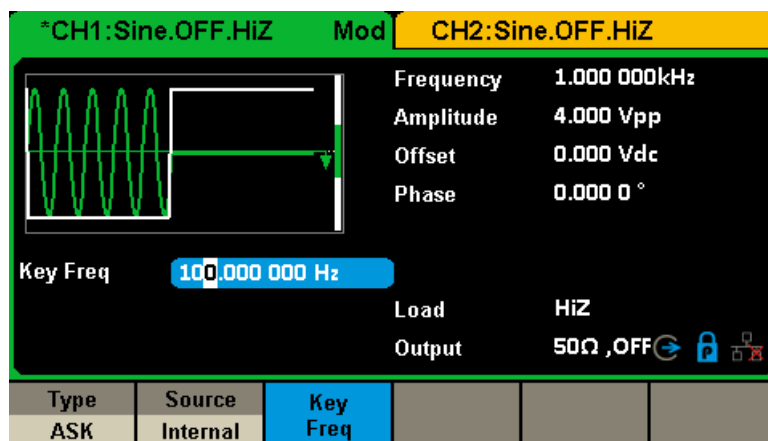 *CH1:Sine.OFF.HiZ Mod CH2:Sine.OFF.HiZ
Frequency 1.000 000kHz
Amplitude 4.000 Vpp
Offset 0.000 Vdc
Phase 0.000 0 °
Key Freq 100.000 000 Hz
Load HiZ
Output 50Ω ,OFF P
Type Source Key
ASK Internal Freq